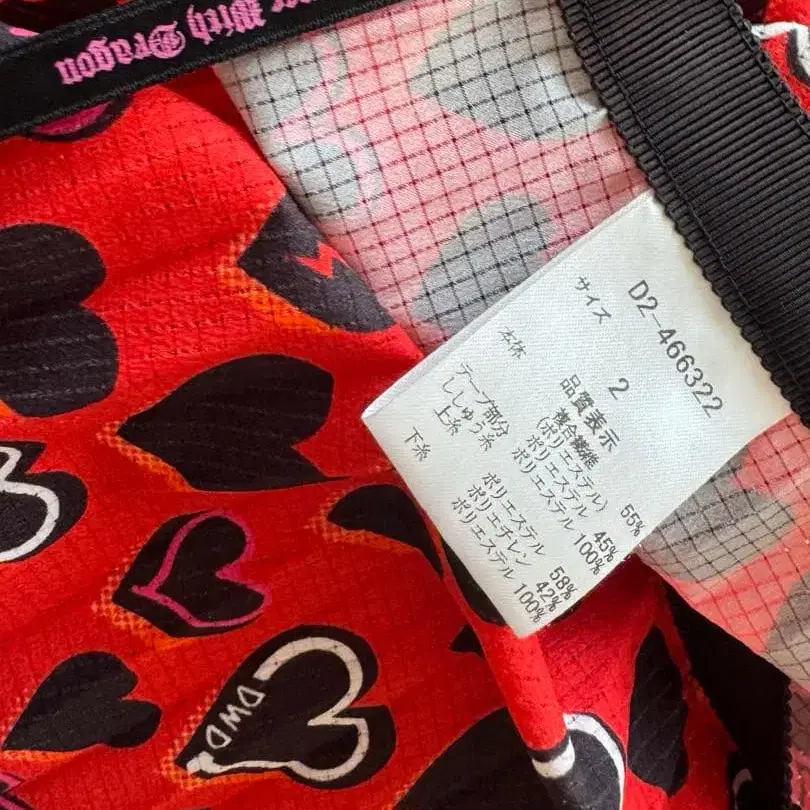 With Dragon
D2-466322
サイズ 2
品質表示
本体 複合繊維
(ポリエステル) 55%
ポリエステル 45%
テープ部分 ポリエステル 100%
ししゅう糸
上糸 ポリエステル 58%
ポリエチレン 42%
下糸 ポリエステル 100%
DWD